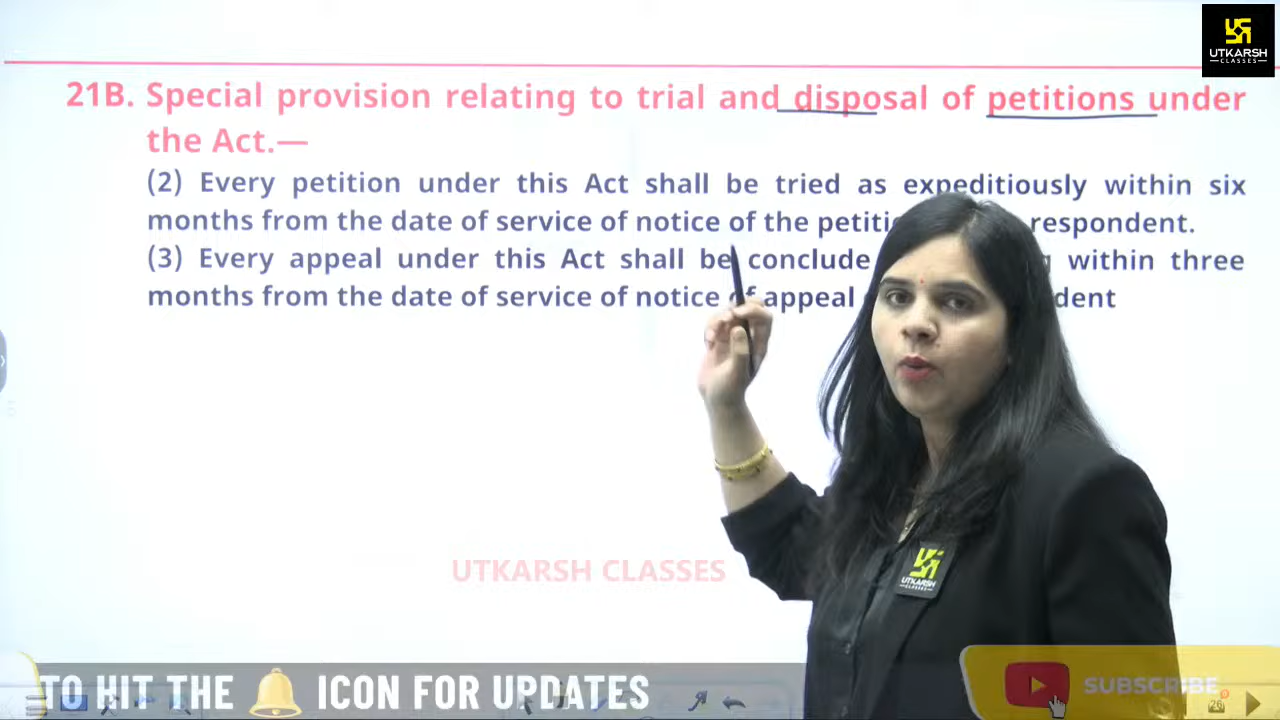 UTKARSH
CLASSES
21B. Special provision relating to trial and disposal of petitions under
the Act.—
(2) Every petition under this Act shall be tried as expeditiously within six
months from the date of service of notice of the respondent.
(3) Every appeal under this Act shall be conclude within three
months from the date of service of notice of appeal
UTKARSH CLASSES
UTKARSH
CLASSES
TO HIT THE ICON FOR UPDATES
SUBSCRIBE